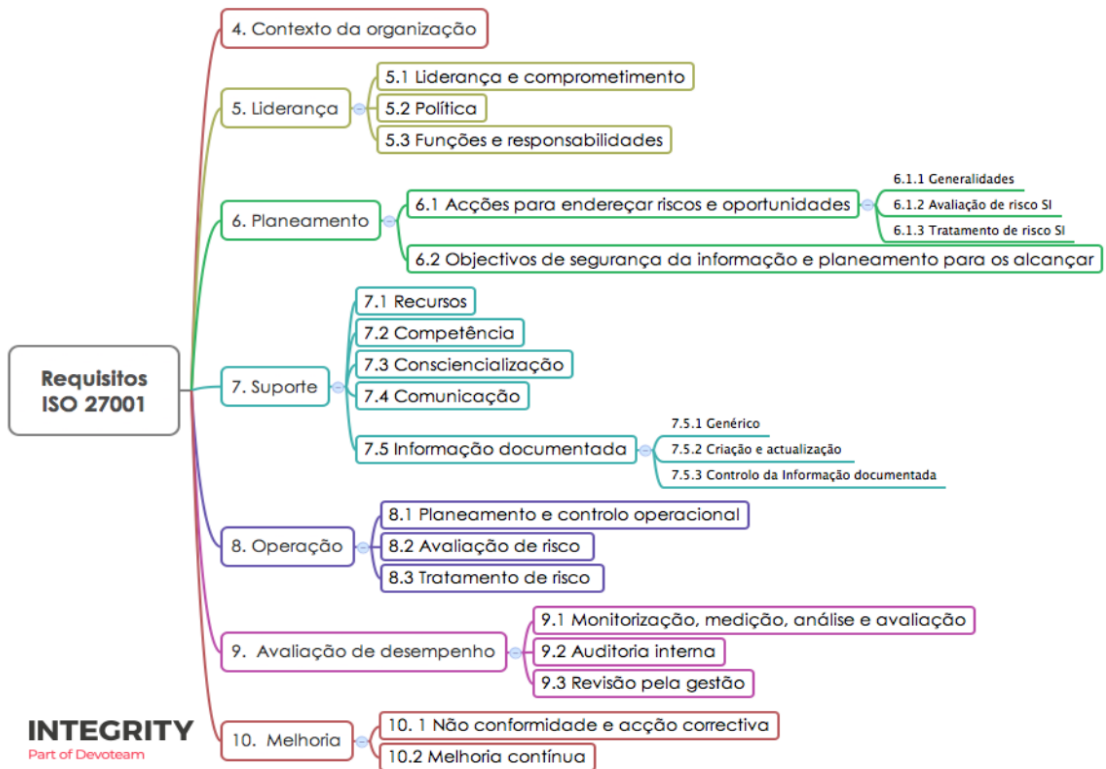 4. Contexto da organização
5. Liderança
5.1 Liderança e comprometimento
5.2 Política
5.3 Funções e responsabilidades
6. Planeamento
6.1 Acções para endereçar riscos e oportunidades
6.1.1 Generalidades
6.1.2 Avaliação de risco SI
6.1.3 Tratamento de risco SI
6.2 Objectivos de segurança da informação e planeamento para os alcançar
Requisitos
ISO 27001
7. Suporte
7.1 Recursos
7.2 Competência
7.3 Consciencialização
7.4 Comunicação
7.5 Informação documentada
7.5.1 Genérico
7.5.2 Criação e actualização
7.5.3 Controlo da Informação documentada
8. Operação
8.1 Planeamento e controlo operacional
8.2 Avaliação de risco
8.3 Tratamento de risco
9. Avaliação de desempenho
9.1 Monitorização, medição, análise e avaliação
9.2 Auditoria interna
9.3 Revisão pela gestão
10. Melhoria
10. 1 Não conformidade e acção correctiva
10.2 Melhoria contínua
INTEGRITY
Part of Devoteam